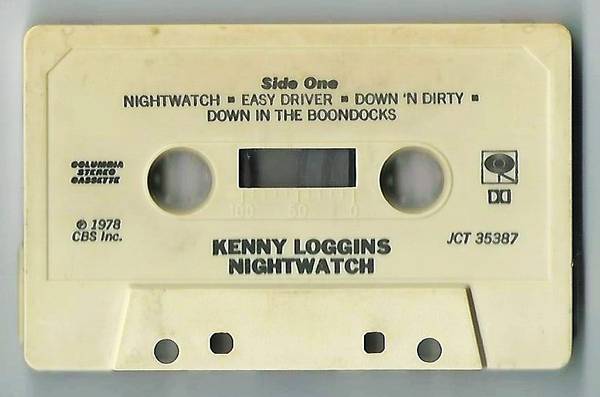 Side One
NIGHTWATCH ▪ EASY DRIVER ▪ DOWN 'N DIRTY ▪
DOWN IN THE BOONDOCKS
COLUMBIA
STEREO
CASSETTE
100 50 0
℗ 1978
CBS Inc.
KENNY LOGGINS
NIGHTWATCH
JCT 35387